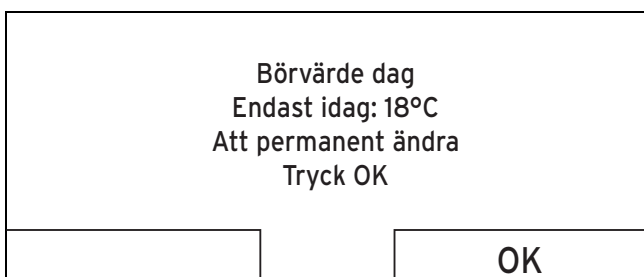 Börvärde dag
Endast idag: 18°C
Att permanent ändra
Tryck OK
OK